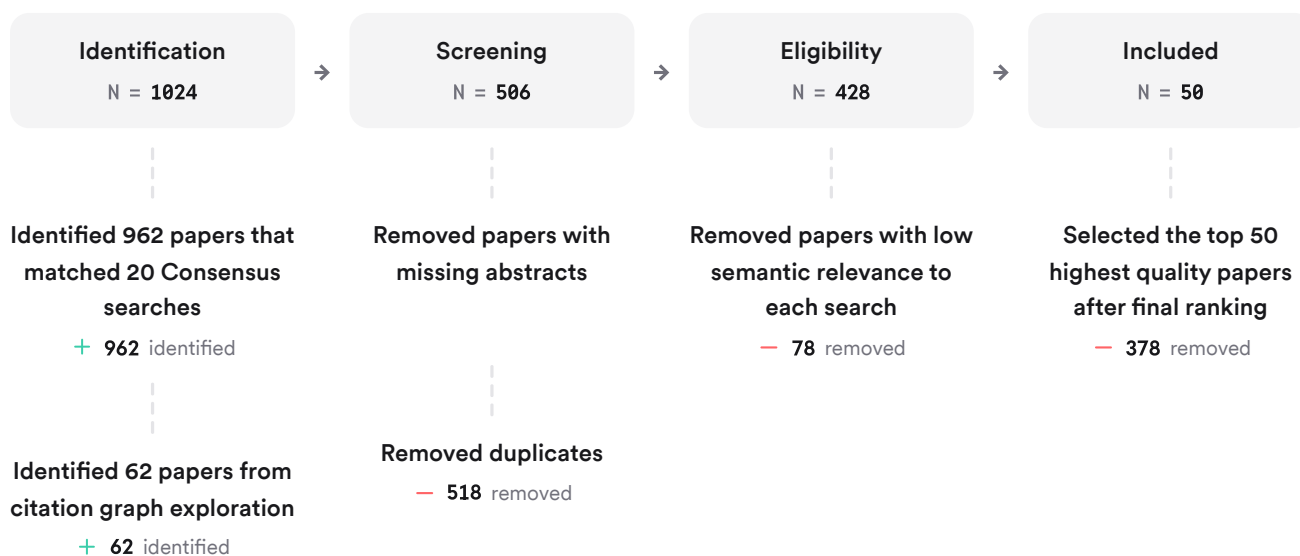 Identification
N = 1024
Identified 962 papers that
matched 20 Consensus
searches
+ 962 identified
Identified 62 papers from
citation graph exploration
+ 62 identified
Screening
N = 506
Removed papers with
missing abstracts
Removed duplicates
— 518 removed
Eligibility
N = 428
Removed papers with low
semantic relevance to
each search
— 78 removed
Included
N = 50
Selected the top 50
highest quality papers
after final ranking
— 378 removed